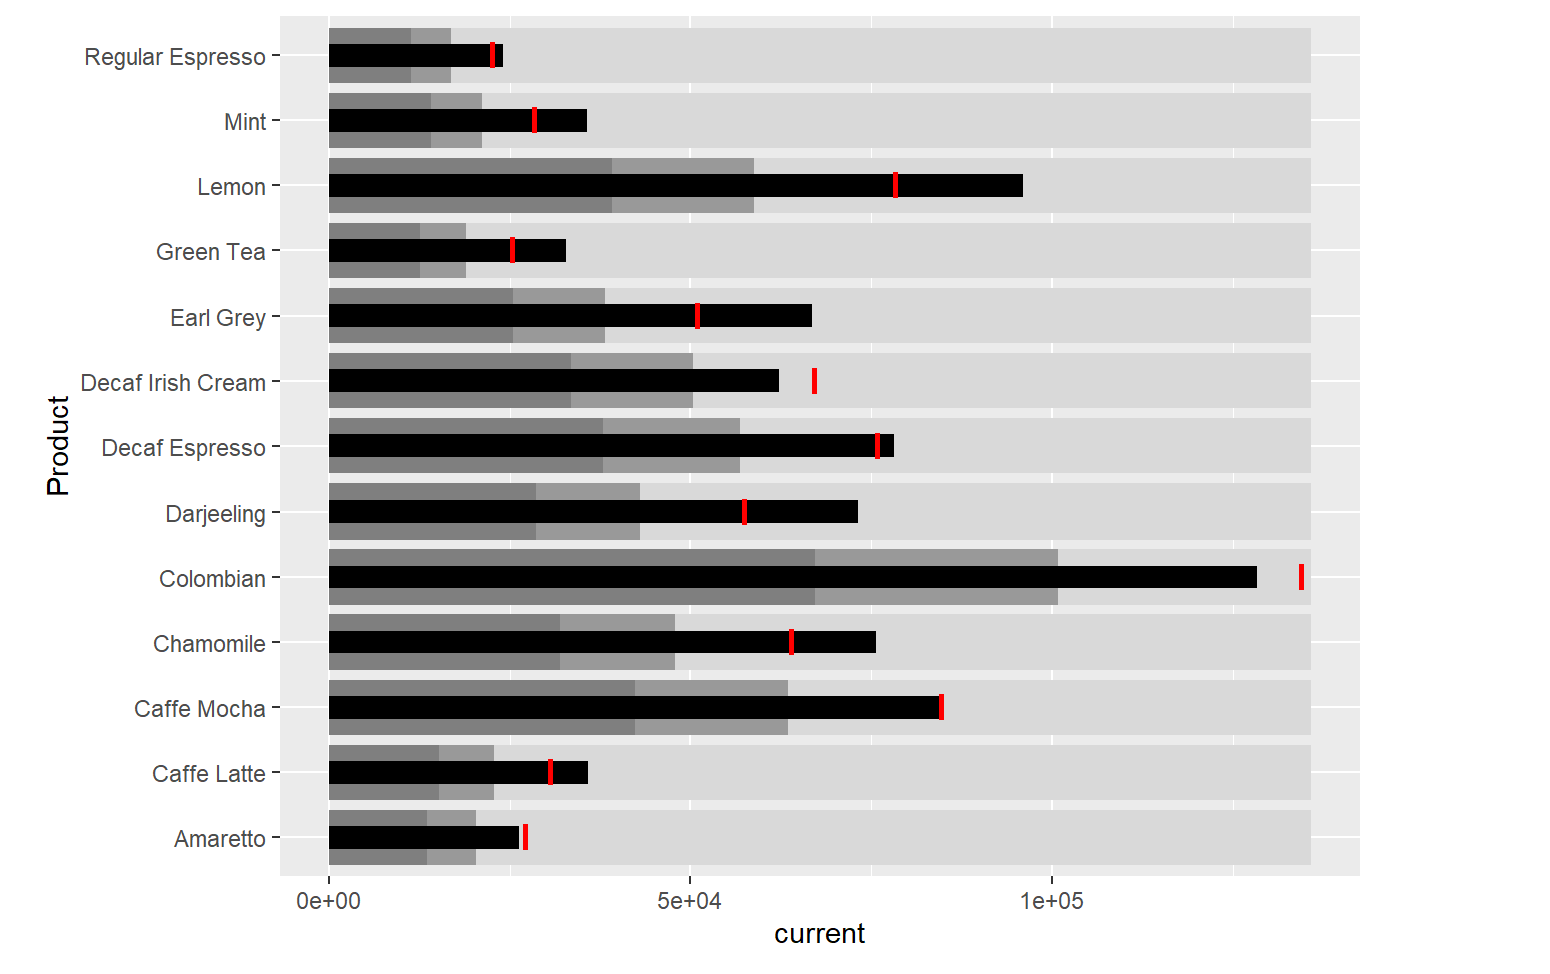 Regular Espresso
Mint
Lemon
Green Tea
Earl Grey
Decaf Irish Cream
Decaf Espresso
Darjeeling
Colombian
Chamomile
Caffe Mocha
Caffe Latte
Amaretto
Product
0e+00 5e+04 1e+05
current